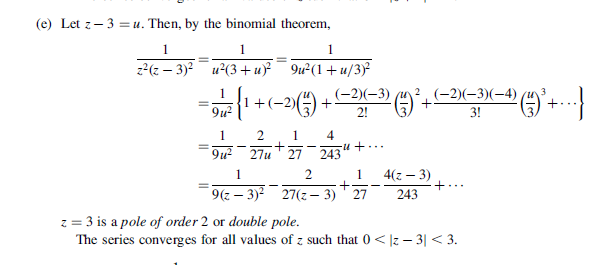 (e) Let z − 3 = u. Then, by the binomial theorem,
1/(z²(z − 3)²) = 1/(u²(3 + u)²) = 1/(9u²(1 + u/3)²)
= 1/(9u²) {1 + (−2)(u/3) + (−2)(−3)/2! (u/3)² + (−2)(−3)(−4)/3! (u/3)³ + ···}
= 1/(9u²) − 2/(27u) + 1/27 − 4/243 u + ···
= 1/(9(z − 3)²) − 2/(27(z − 3)) + 1/27 − 4(z − 3)/243 + ···
z = 3 is a pole of order 2 or double pole.
The series converges for all values of z such that 0 < |z − 3| < 3.